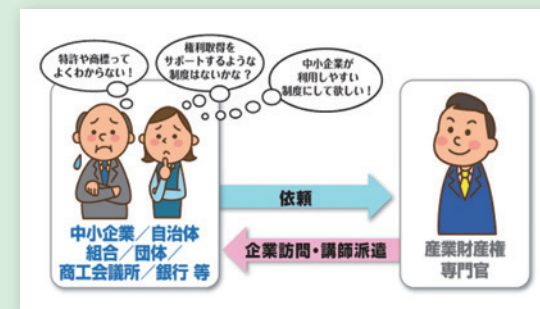 特許や商標って
よくわからない！
権利取得を
サポートするような
制度はないかな？
中小企業が
利用しやすい
制度にして欲しい！
依頼
企業訪問・講師派遣
中小企業／自治体
組合／団体／
商工会議所／銀行 等
産業財産権
専門官